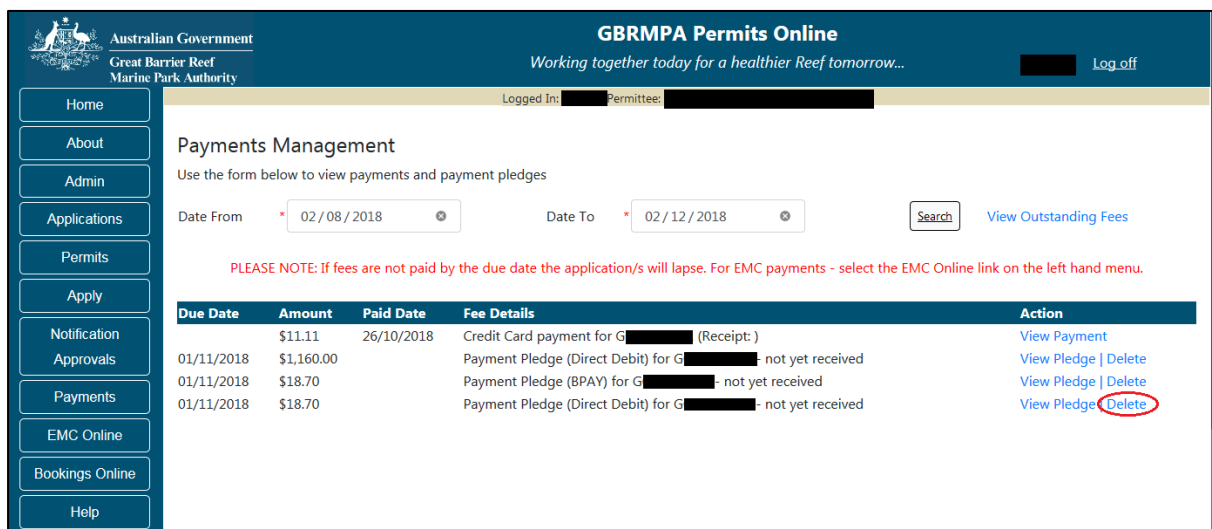 Australian Government
Great Barrier Reef
Marine Park Authority
GBRMPA Permits Online
Working together today for a healthier Reef tomorrow...
Log off
Logged In: Permittee:
Home
About
Admin
Applications
Permits
Apply
Notification
Approvals
Payments
EMC Online
Bookings Online
Help
Payments Management
Use the form below to view payments and payment pledges
Date From * 02/08/2018 Date To * 02/12/2018 Search View Outstanding Fees
PLEASE NOTE: If fees are not paid by the due date the application/s will lapse. For EMC payments - select the EMC Online link on the left hand menu.
Due Date Amount Paid Date Fee Details Action
$11.11 26/10/2018 Credit Card payment for G (Receipt: ) View Payment
01/11/2018 $1,160.00 Payment Pledge (Direct Debit) for G - not yet received View Pledge | Delete
01/11/2018 $18.70 Payment Pledge (BPAY) for G - not yet received View Pledge | Delete
01/11/2018 $18.70 Payment Pledge (Direct Debit) for G - not yet received View Pledge | Delete